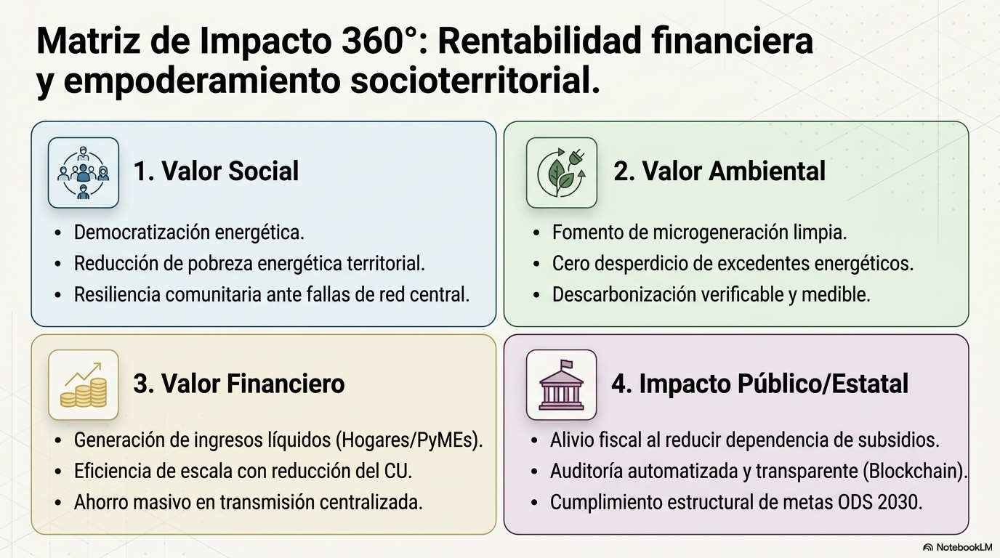 Matriz de Impacto 360°: Rentabilidad financiera
y empoderamiento socioterritorial.
1. Valor Social
• Democratización energética.
• Reducción de pobreza energética territorial.
• Resiliencia comunitaria ante fallas de red central.
2. Valor Ambiental
• Fomento de microgeneración limpia.
• Cero desperdicio de excedentes energéticos.
• Descarbonización verificable y medible.
3. Valor Financiero
• Generación de ingresos líquidos (Hogares/PyMEs).
• Eficiencia de escala con reducción del CU.
• Ahorro masivo en transmisión centralizada.
4. Impacto Público/Estatal
• Alivio fiscal al reducir dependencia de subsidios.
• Auditoría automatizada y transparente (Blockchain).
• Cumplimiento estructural de metas ODS 2030.
NotebookLM